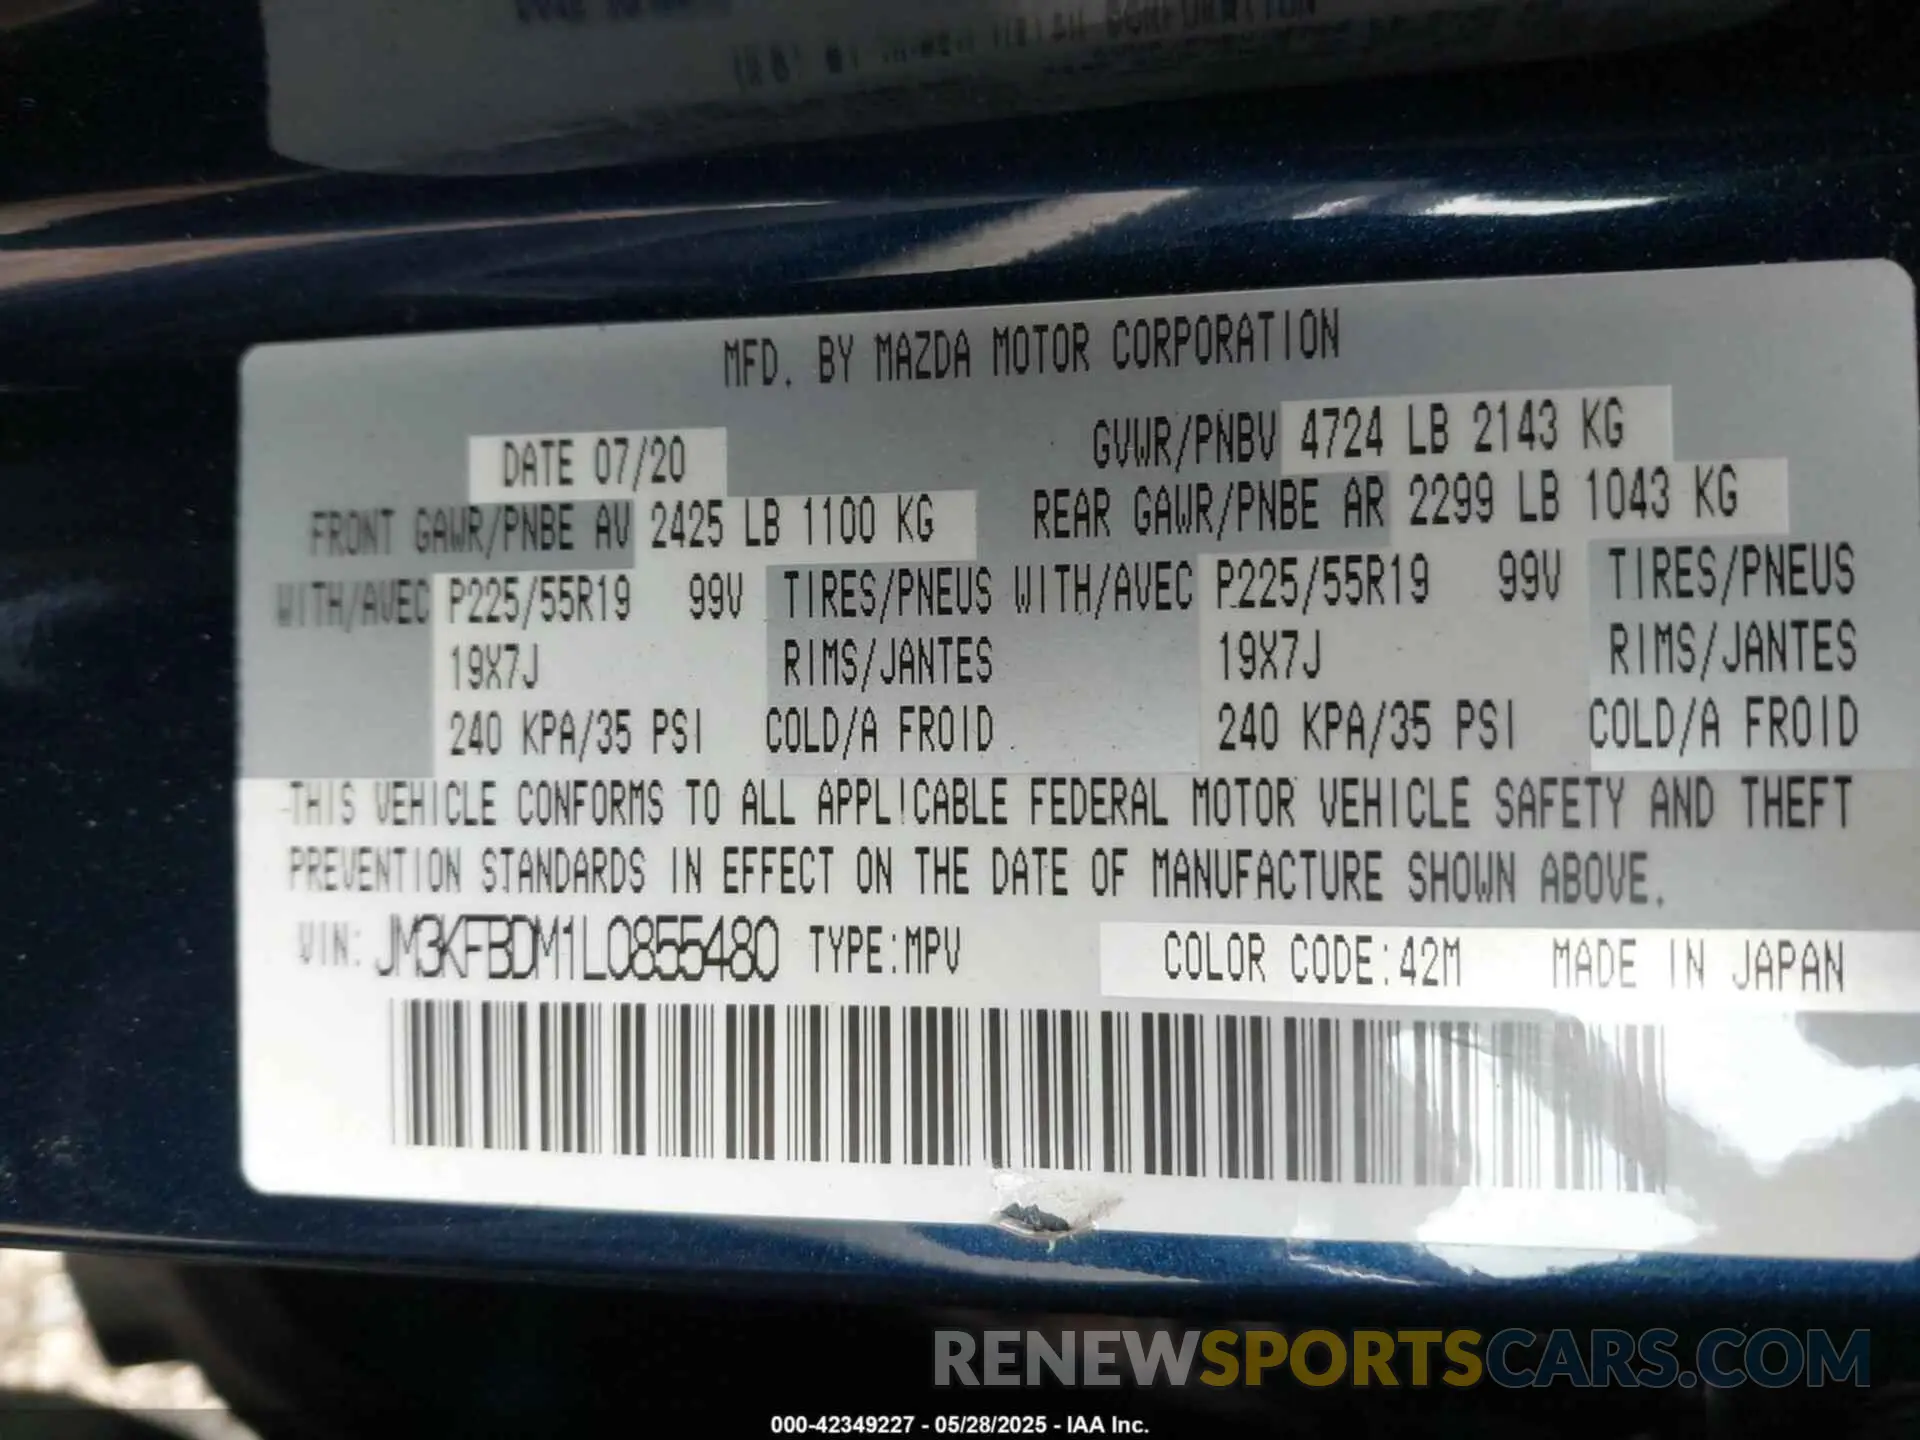 MFD. BY MAZDA MOTOR CORPORATION
DATE 07/20 GVWR/PNBV 4724 LB 2143 KG
FRONT GAWR/PNBE AV 2425 LB 1100 KG REAR GAWR/PNBE AR 2299 LB 1043 KG
WITH/AVEC P225/55R19 99V TIRES/PNEUS WITH/AVEC P225/55R19 99V TIRES/PNEUS
19X7J RIMS/JANTES 19X7J RIMS/JANTES
240 KPA/35 PSI COLD/A FROID 240 KPA/35 PSI COLD/A FROID
THIS VEHICLE CONFORMS TO ALL APPLICABLE FEDERAL MOTOR VEHICLE SAFETY AND THEFT
PREVENTION STANDARDS IN EFFECT ON THE DATE OF MANUFACTURE SHOWN ABOVE.
VIN: JM3KFBDM1L0855480 TYPE:MPV COLOR CODE:42M MADE IN JAPAN
RENEWSPORTSCARS.COM
000-42349227 - 05/28/2025 - IAA Inc.